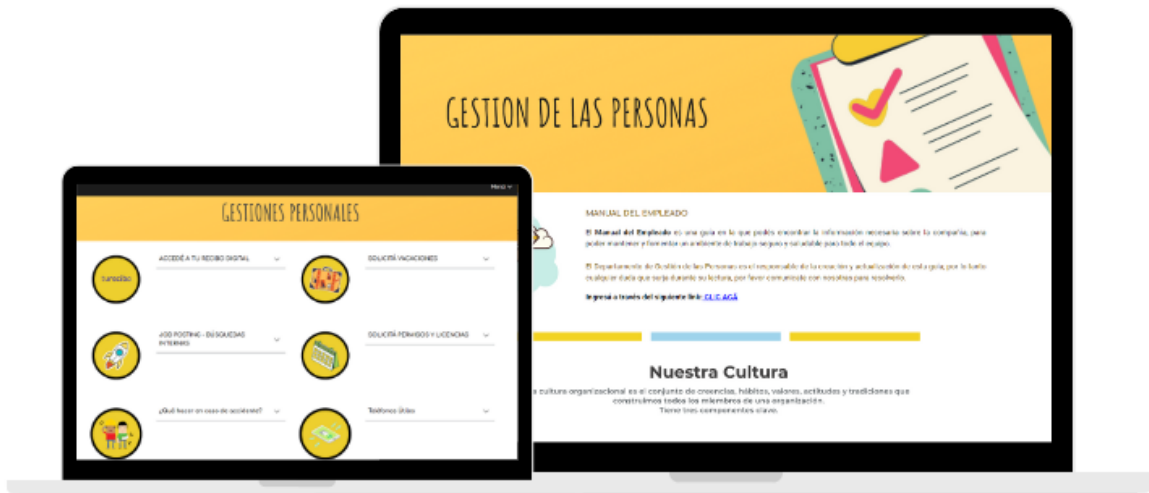 GESTION DE LAS PERSONAS
MANUAL DEL EMPLEADO
El Manual del Empleado es una guía en la que podés encontrar la información necesaria sobre la compañía, para
poder mantener y fomentar un ambiente de trabajo seguro y saludable para todo el equipo.
El Departamento de Gestión de las Personas es el responsable de la creación y actualización de esta guía, por lo tanto
cualquier duda que surja durante su lectura, por favor comunicate con nosotros para resolverlo.
Ingresá a través del siguiente link: CLIC ACÁ
Nuestra Cultura
cultura organizacional es el conjunto de creencias, hábitos, valores, actitudes y tradiciones que
construimos todos los miembros de una organización.
Tiene tres componentes clave.
Menú
GESTIONES PERSONALES
turecibo
ACCEDÉ A TU RECIBO DIGITAL
SOLICITÁ VACACIONES
JOB POSTING - BÚSQUEDAS
INTERNAS
SOLICITÁ PERMISOS Y LICENCIAS
¿Qué hacer en caso de accidente?
Teléfonos Útiles